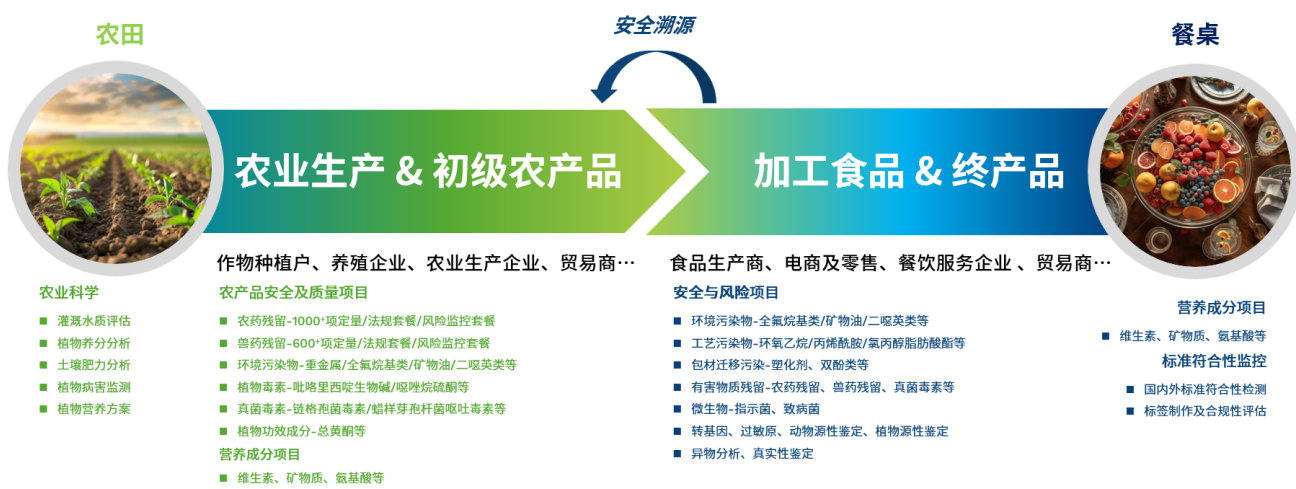 农田
安全溯源
餐桌
农业生产 & 初级农产品
加工食品 & 终产品
作物种植户、养殖企业、农业生产企业、贸易商…
食品生产商、电商及零售、餐饮服务企业 、贸易商…
农业科学
■ 灌溉水质评估
■ 植物养分分析
■ 土壤肥力分析
■ 植物病害监测
■ 植物营养方案
农产品安全及质量项目
■ 农药残留-1000⁺项定量/法规套餐/风险监控套餐
■ 兽药残留-600⁺项定量/法规套餐/风险监控套餐
■ 环境污染物-重金属/全氟烷基类/矿物油/二噁英类等
■ 植物毒素-吡咯里西啶生物碱/噁唑烷硫酮等
■ 真菌毒素-链格孢菌毒素/蜡样芽孢杆菌呕吐毒素等
■ 植物功效成分-总黄酮等
营养成分项目
■ 维生素、矿物质、氨基酸等
安全与风险项目
■ 环境污染物-全氟烷基类/矿物油/二噁英类等
■ 工艺污染物-环氧乙烷/丙烯酰胺/氯丙醇脂肪酸酯等
■ 包材迁移污染-塑化剂、双酚类等
■ 有害物质残留-农药残留、兽药残留、真菌毒素等
■ 微生物-指示菌、致病菌
■ 转基因、过敏原、动物源性鉴定、植物源性鉴定
■ 异物分析、真实性鉴定
营养成分项目
■ 维生素、矿物质、氨基酸等
标准符合性监控
■ 国内外标准符合性检测
■ 标签制作及合规性评估